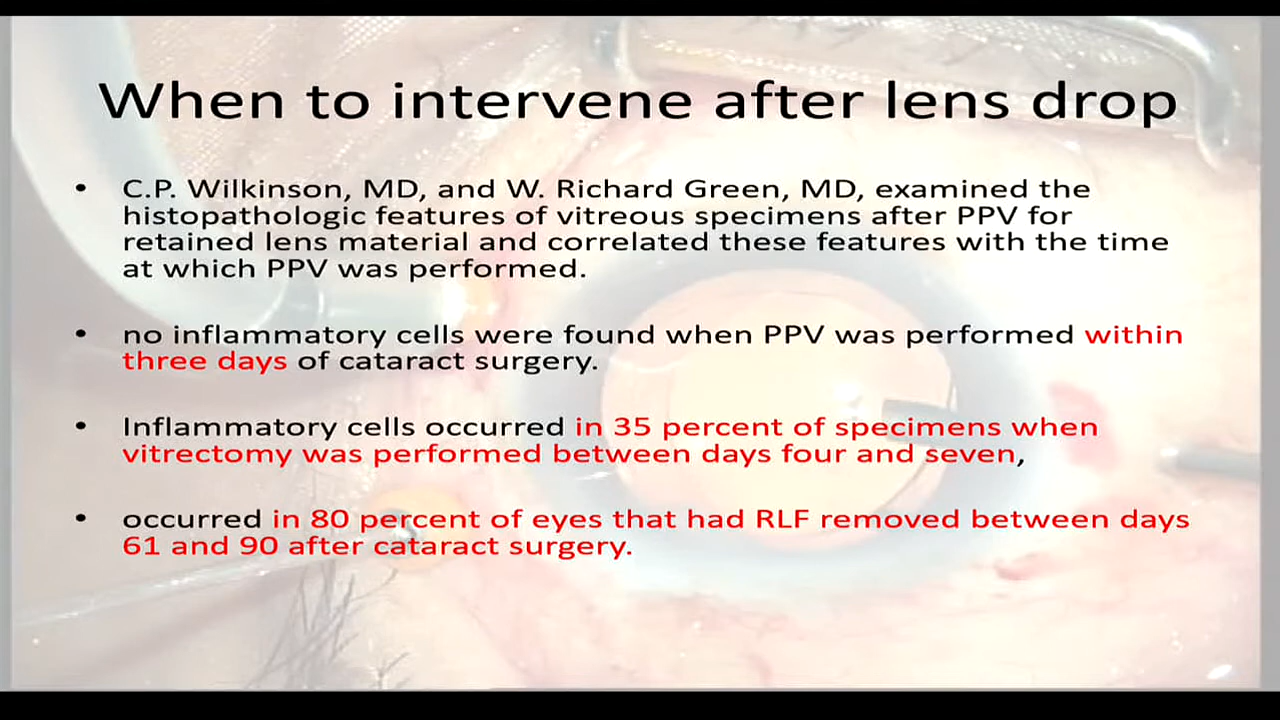 When to intervene after lens drop
• C.P. Wilkinson, MD, and W. Richard Green, MD, examined the
histopathologic features of vitreous specimens after PPV for
retained lens material and correlated these features with the time
at which PPV was performed.
• no inflammatory cells were found when PPV was performed within
three days of cataract surgery.
• Inflammatory cells occurred in 35 percent of specimens when
vitrectomy was performed between days four and seven,
• occurred in 80 percent of eyes that had RLF removed between days
61 and 90 after cataract surgery.